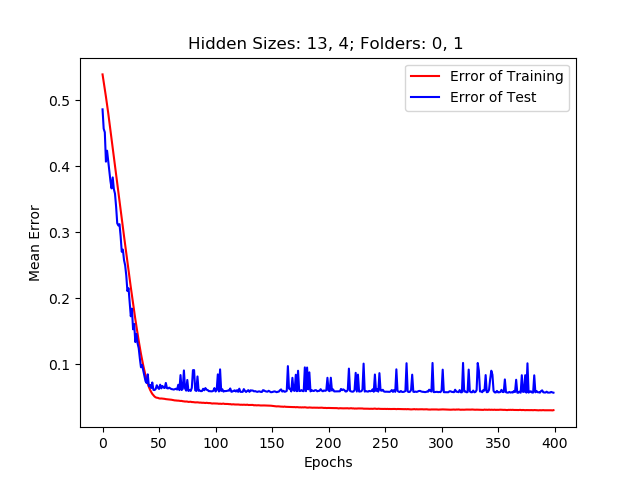 Hidden Sizes: 13, 4; Folders: 0, 1
Error of Training
Error of Test
Mean Error
0.5
0.4
0.3
0.2
0.1
0 50 100 150 200 250 300 350 400
Epochs